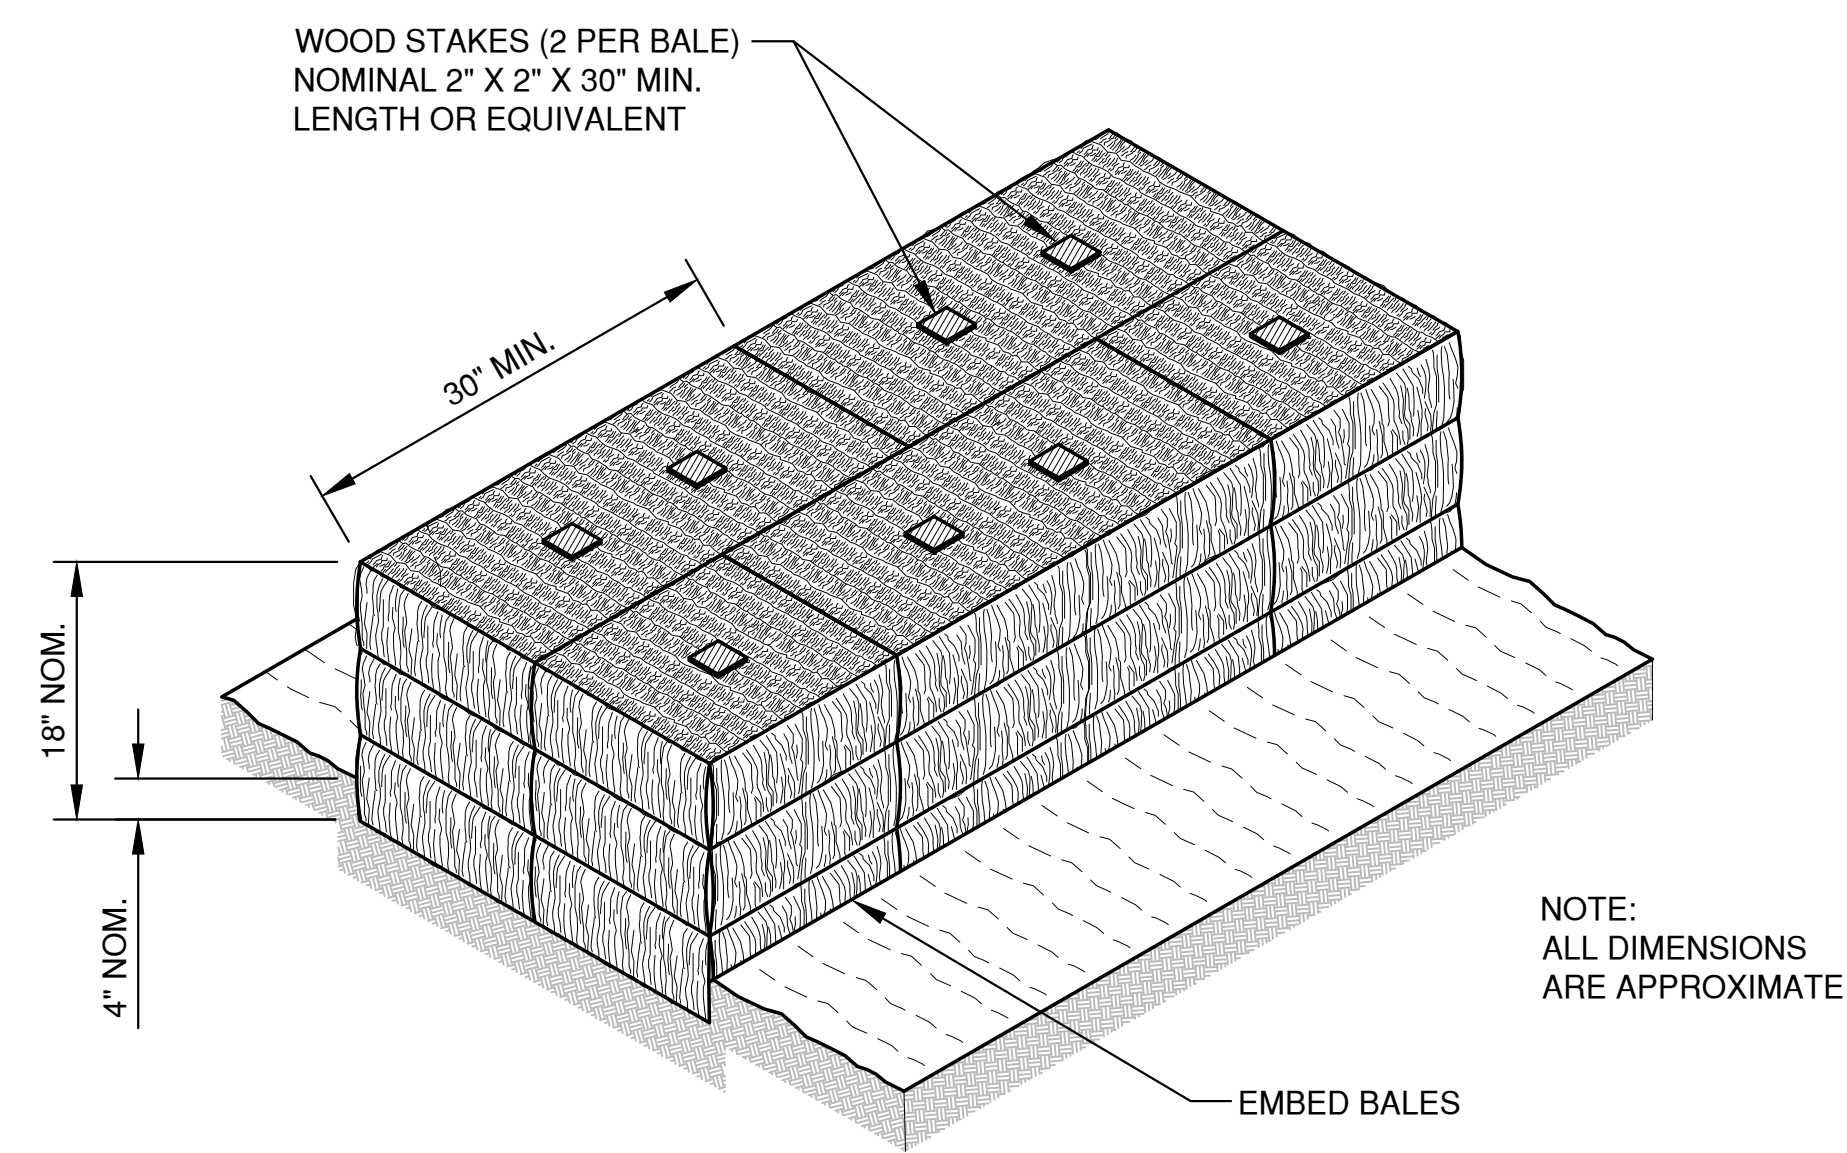 WOOD STAKES (2 PER BALE)
NOMINAL 2" X 2" X 30" MIN.
LENGTH OR EQUIVALENT
30" MIN.
18" NOM.
4" NOM.
NOTE:
ALL DIMENSIONS
ARE APPROXIMATE
EMBED BALES